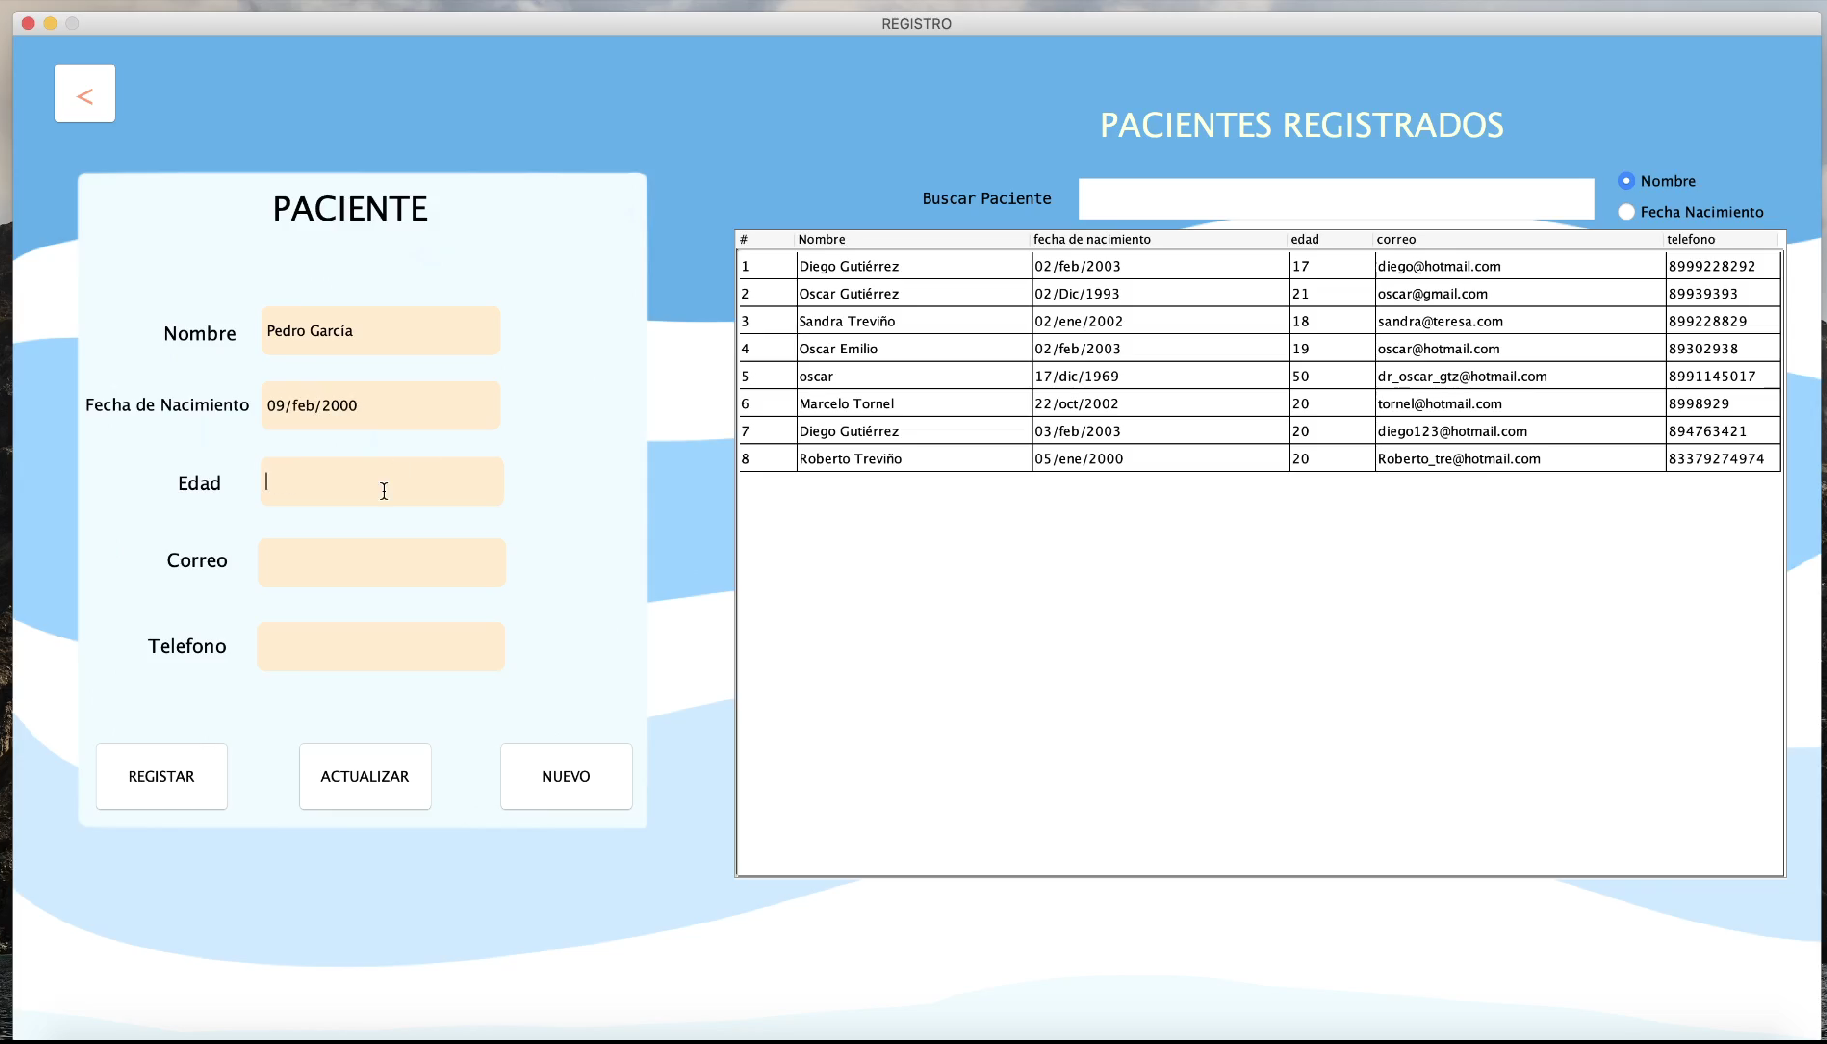 REGISTRO
<
PACIENTE
Nombre Pedro García
Fecha de Nacimiento 09/feb/2000
Edad
Correo
Telefono
REGISTAR ACTUALIZAR NUEVO
PACIENTES REGISTRADOS
Buscar Paciente
Nombre
Fecha Nacimiento
# Nombre fecha de nacimiento edad correo telefono
1 Diego Gutiérrez 02/feb/2003 17 diego@hotmail.com 8999228292
2 Oscar Gutiérrez 02/Dic/1993 21 oscar@gmail.com 89939393
3 Sandra Treviño 02/ene/2002 18 sandra@teresa.com 899228829
4 Oscar Emilio 02/feb/2003 19 oscar@hotmail.com 89302938
5 oscar 17/dic/1969 50 dr_oscar_gtz@hotmail.com 8991145017
6 Marcelo Tornel 22/oct/2002 20 tornel@hotmail.com 8998929
7 Diego Gutiérrez 03/feb/2003 20 diego123@hotmail.com 894763421
8 Roberto Treviño 05/ene/2000 20 Roberto_tre@hotmail.com 83379274974